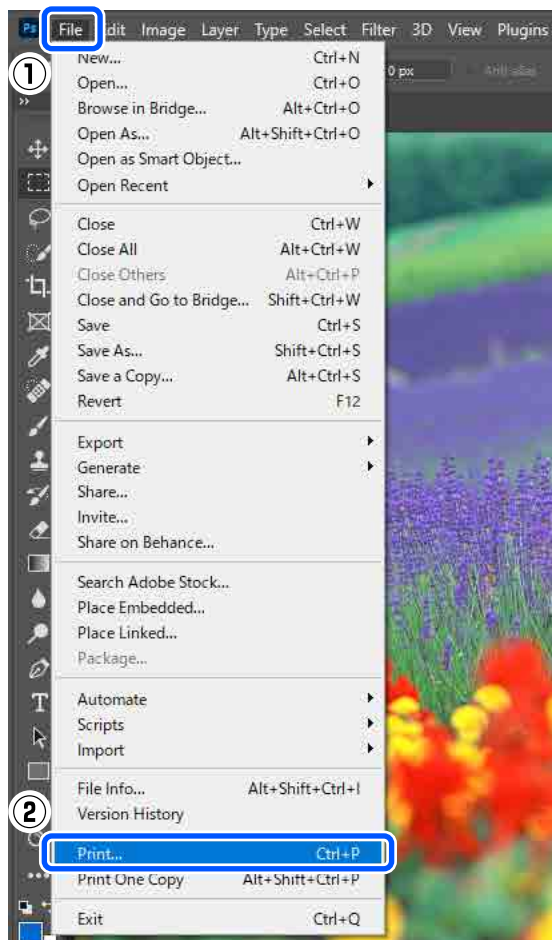 Ps File Edit Image Layer Type Select Filter 3D View Plugins
①
0 px Anti-alias
New... Ctrl+N
Open... Ctrl+O
Browse in Bridge... Alt+Ctrl+O
Open As... Alt+Shift+Ctrl+O
Open as Smart Object...
Open Recent
Close Ctrl+W
Close All Alt+Ctrl+W
Close Others Alt+Ctrl+P
Close and Go to Bridge... Shift+Ctrl+W
Save Ctrl+S
Save As... Shift+Ctrl+S
Save a Copy... Alt+Ctrl+S
Revert F12
Export
Generate
Share...
Invite...
Share on Behance...
Search Adobe Stock...
Place Embedded...
Place Linked...
Package...
Automate
Scripts
Import
File Info... Alt+Shift+Ctrl+I
Version History
②
Print... Ctrl+P
Print One Copy Alt+Shift+Ctrl+P
Exit Ctrl+Q